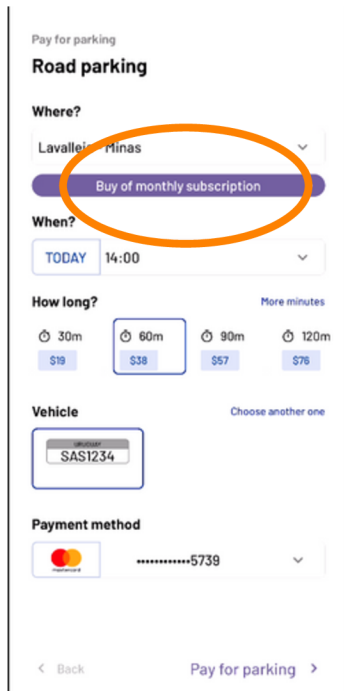 Pay for parking
Road parking
Where?
Lavalleja Minas
Buy of monthly subscription
When?
TODAY 14:00
How long? More minutes
30m 60m 90m 120m
$19 $38 $57 $76
Vehicle Choose another one
URUGUAY
SAS1234
Payment method
mastercard ••••••••••••5739
< Back Pay for parking >